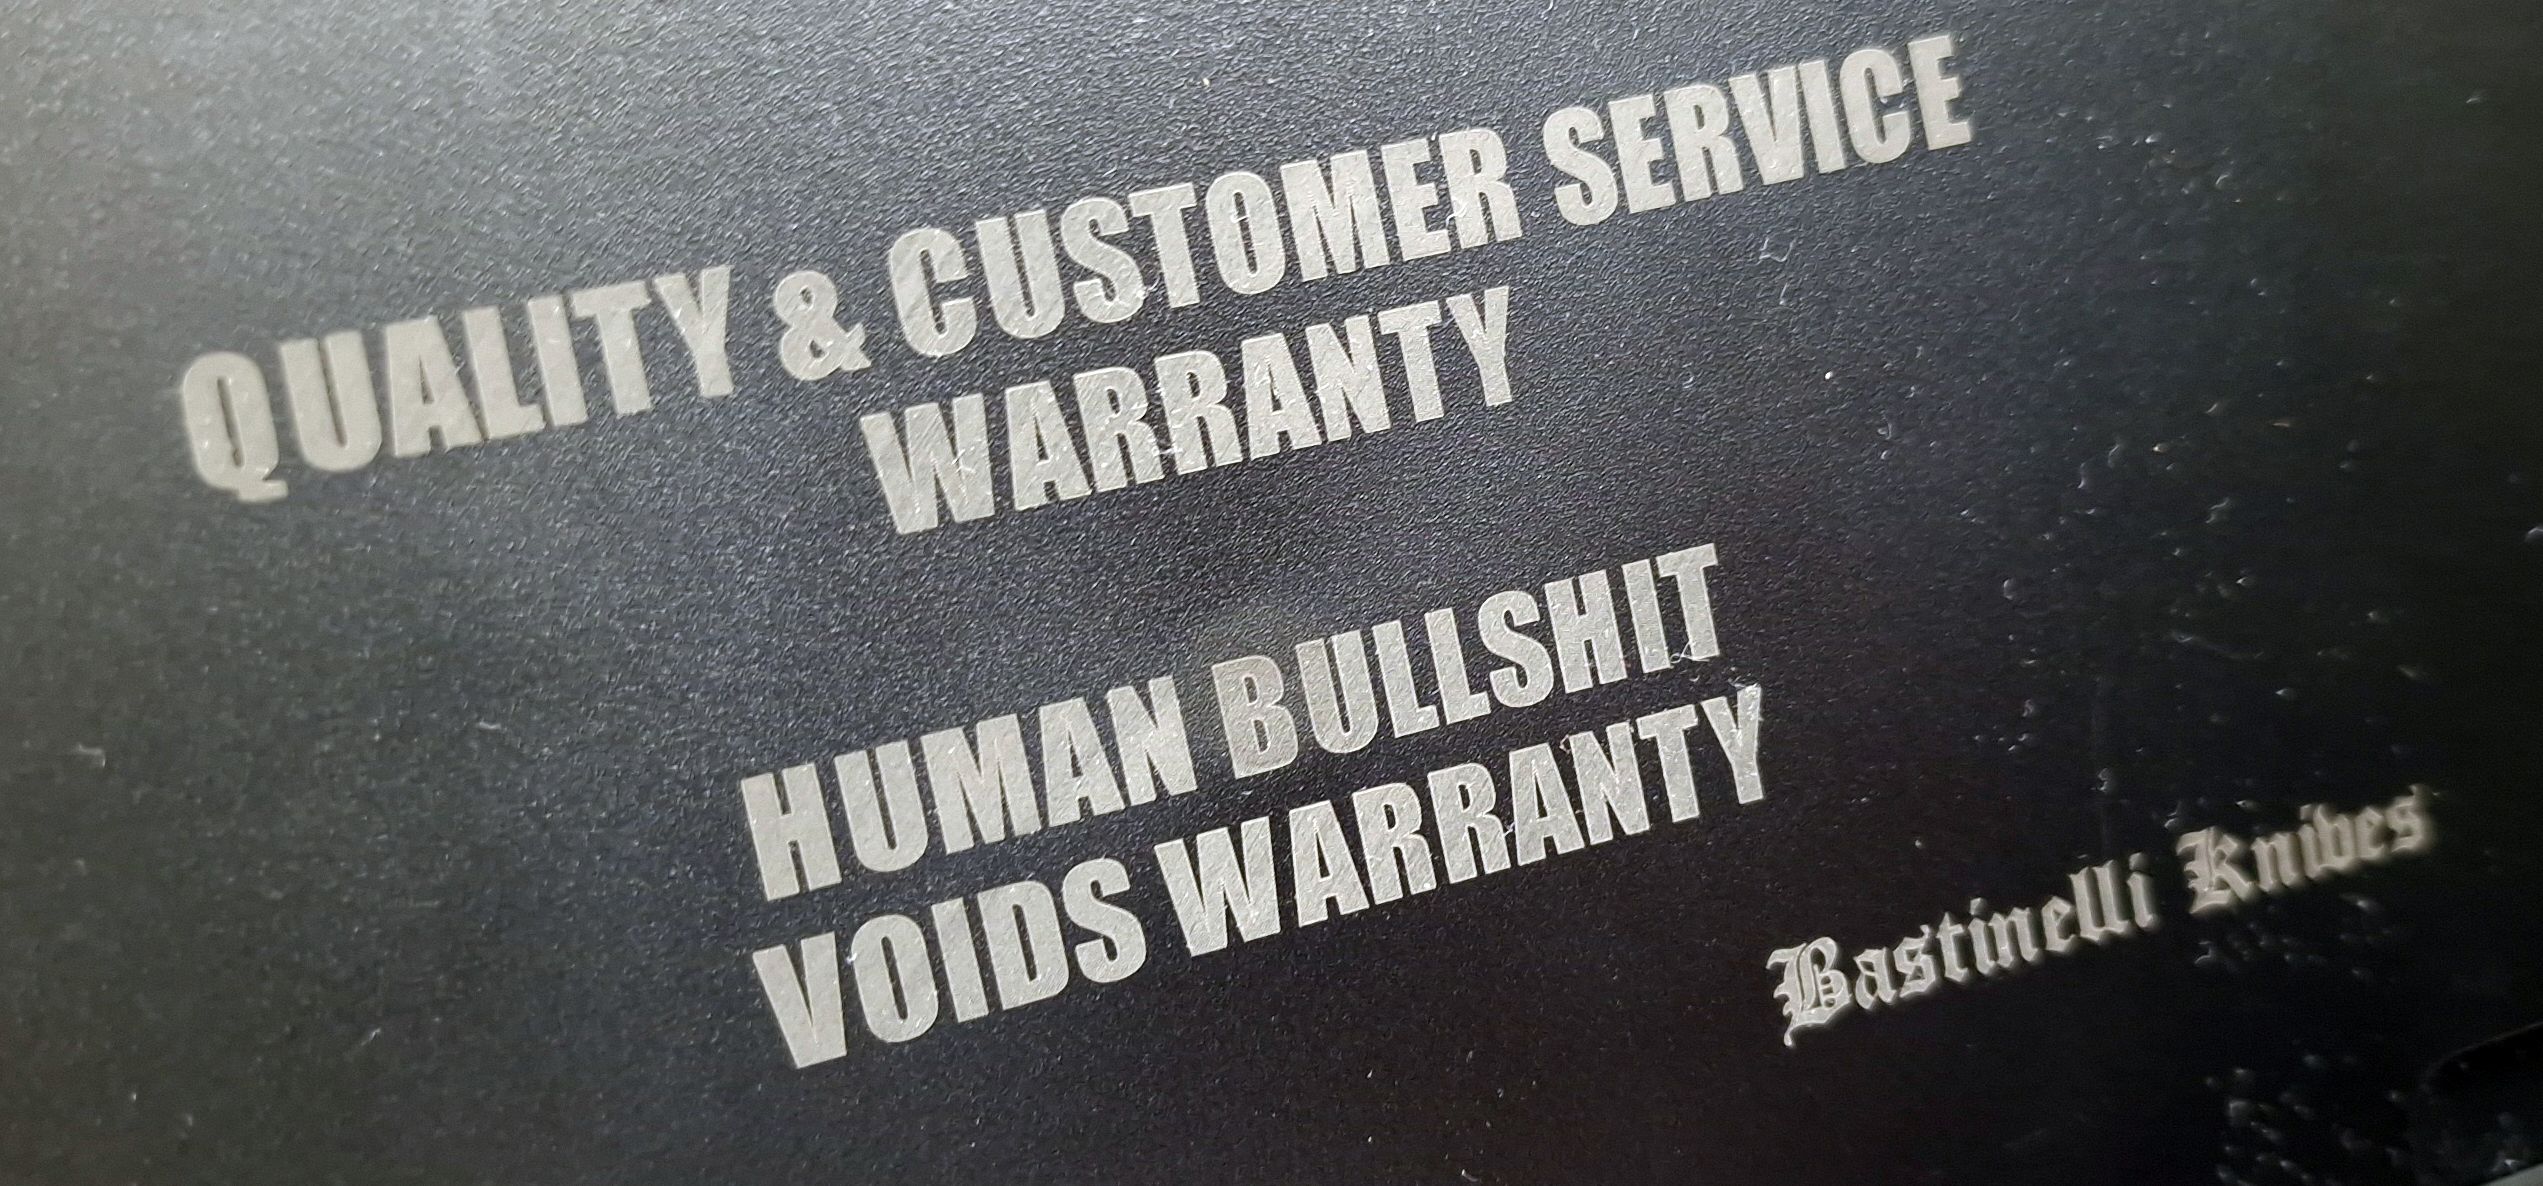 QUALITY & CUSTOMER SERVICE
WARRANTY
HUMAN BULLSHIT
VOIDS WARRANTY
Bastinelli Knives